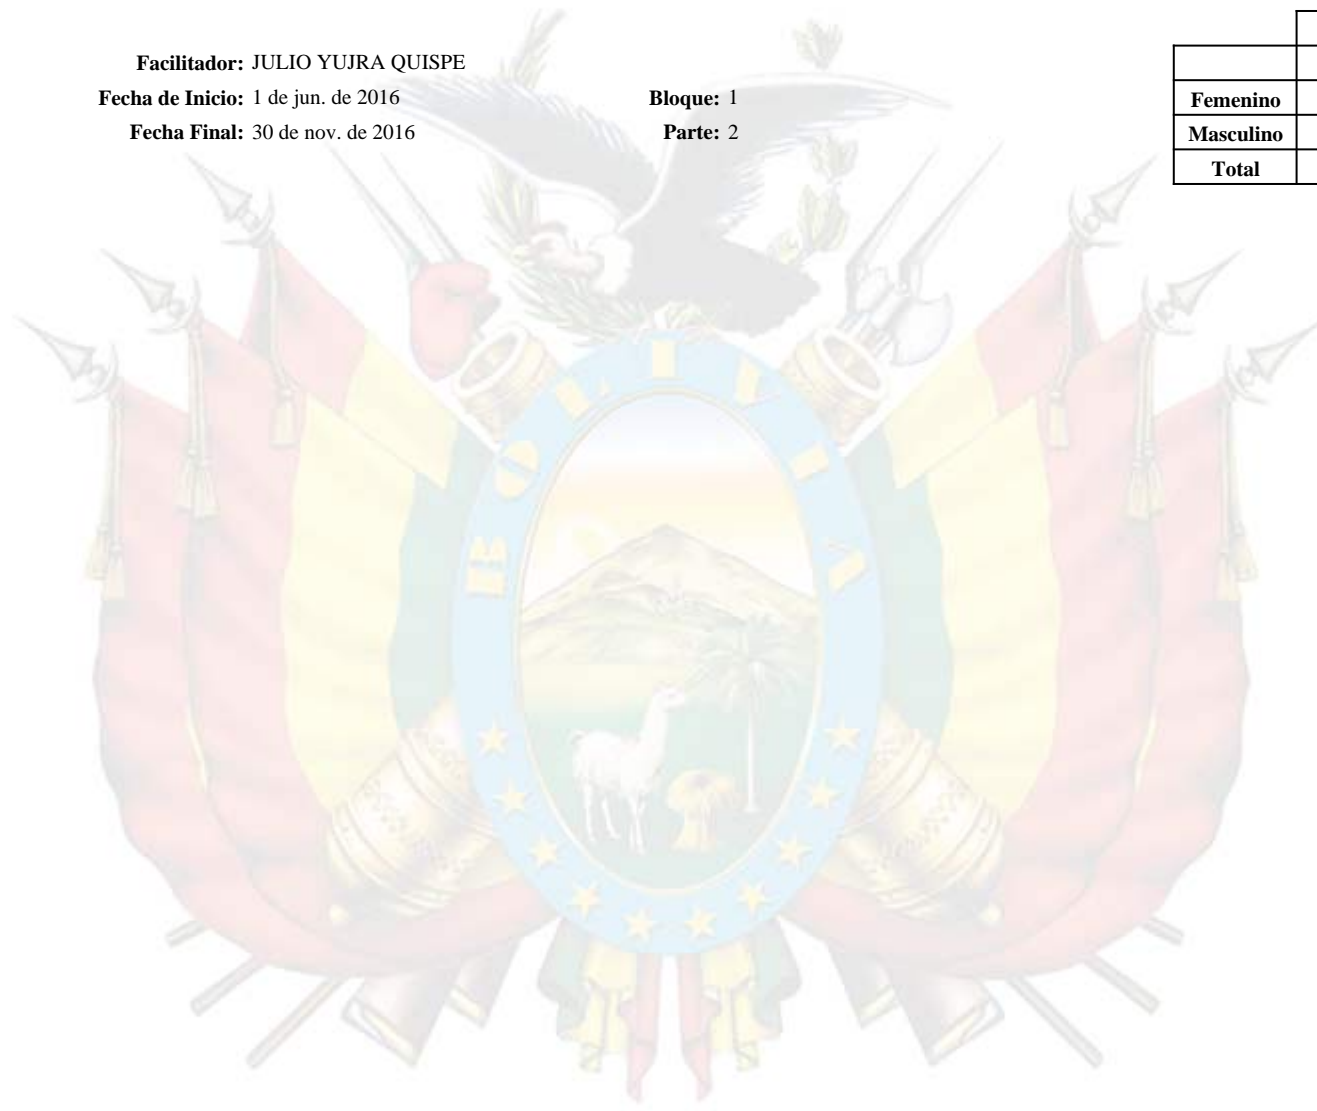 Facilitador: JULIO YUJRA QUISPE
Fecha de Inicio: 1 de jun. de 2016 Bloque: 1
Fecha Final: 30 de nov. de 2016 Parte: 2
Femenino
Masculino
Total
BOLIVIA